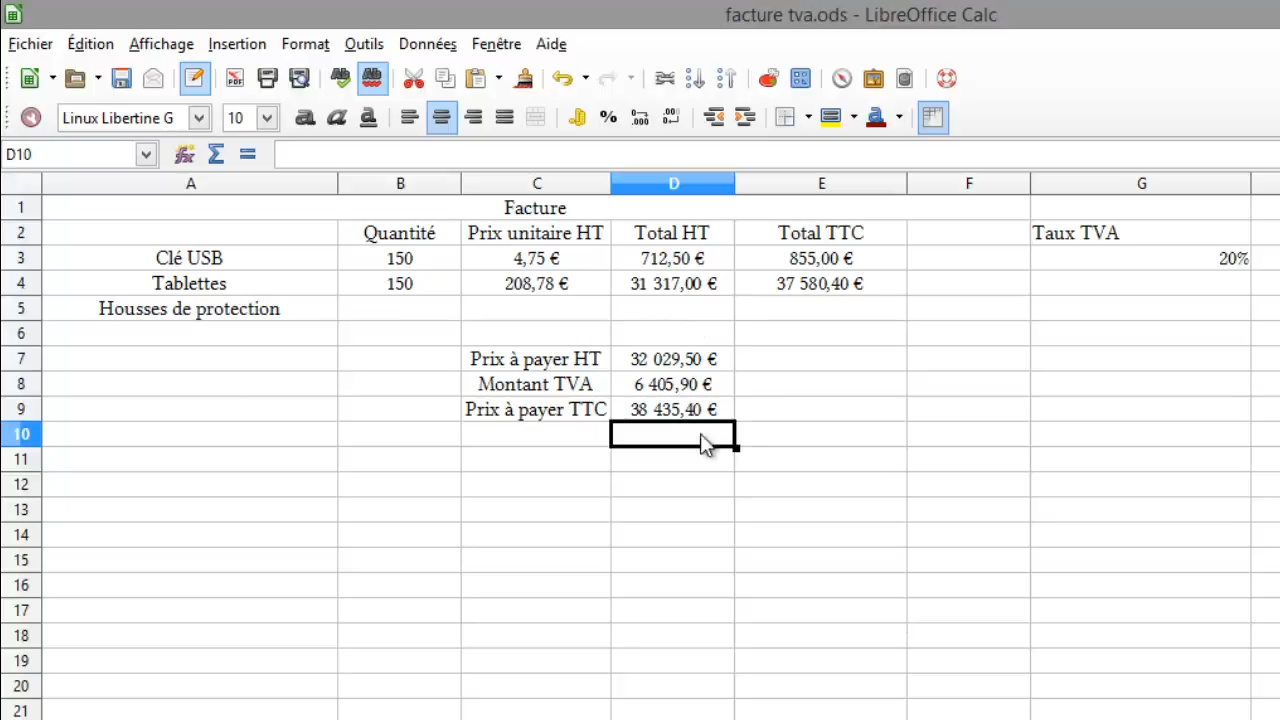 facture tva.ods - LibreOffice Calc
Fichier Édition Affichage Insertion Format Outils Données Fenêtre Aide
Linux Libertine G 10
D10
A B C D E F G
1 Facture
2 Quantité Prix unitaire HT Total HT Total TTC Taux TVA
3 Clé USB 150 4,75 € 712,50 € 855,00 € 20%
4 Tablettes 150 208,78 € 31 317,00 € 37 580,40 €
5 Housses de protection
6
7 Prix à payer HT 32 029,50 €
8 Montant TVA 6 405,90 €
9 Prix à payer TTC 38 435,40 €
10
11
12
13
14
15
16
17
18
19
20
21